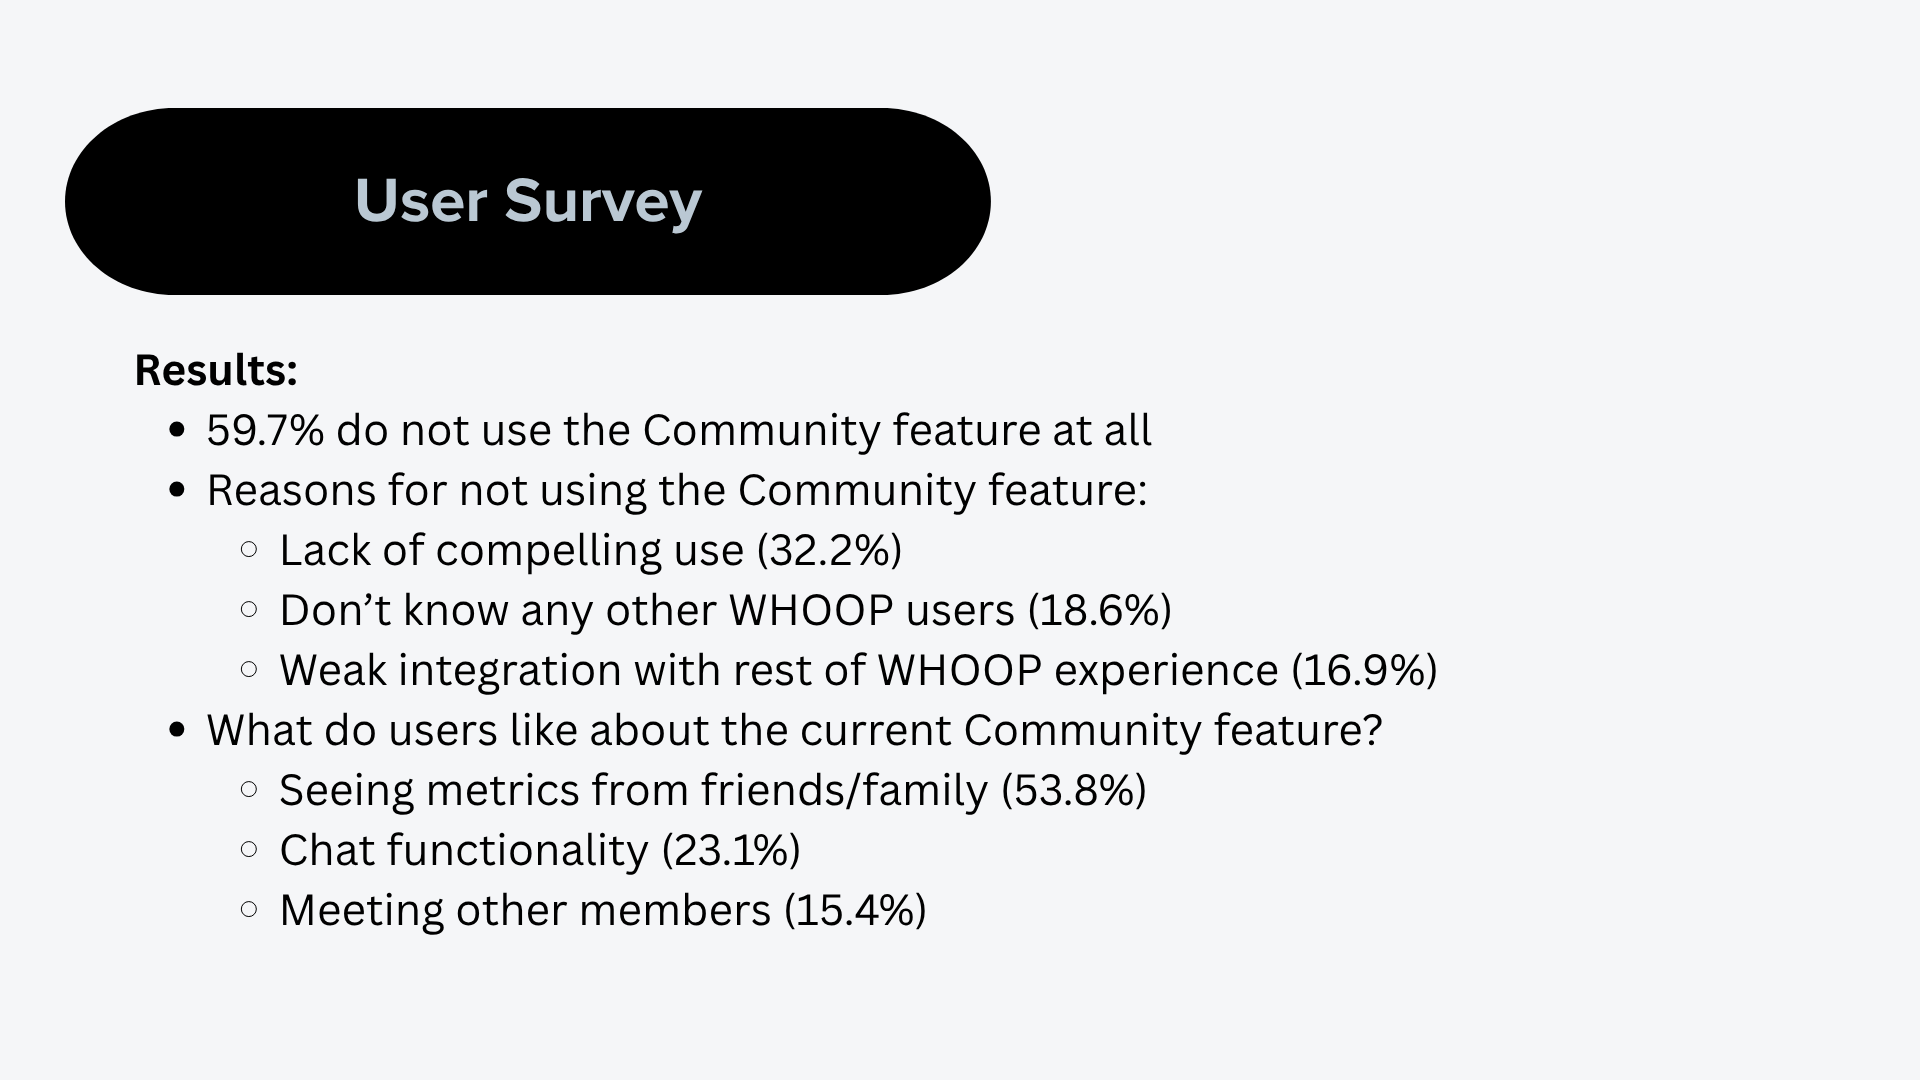 User Survey
Results:
59.7% do not use the Community feature at all
Reasons for not using the Community feature:
Lack of compelling use (32.2%)
Don’t know any other WHOOP users (18.6%)
Weak integration with rest of WHOOP experience (16.9%)
What do users like about the current Community feature?
Seeing metrics from friends/family (53.8%)
Chat functionality (23.1%)
Meeting other members (15.4%)